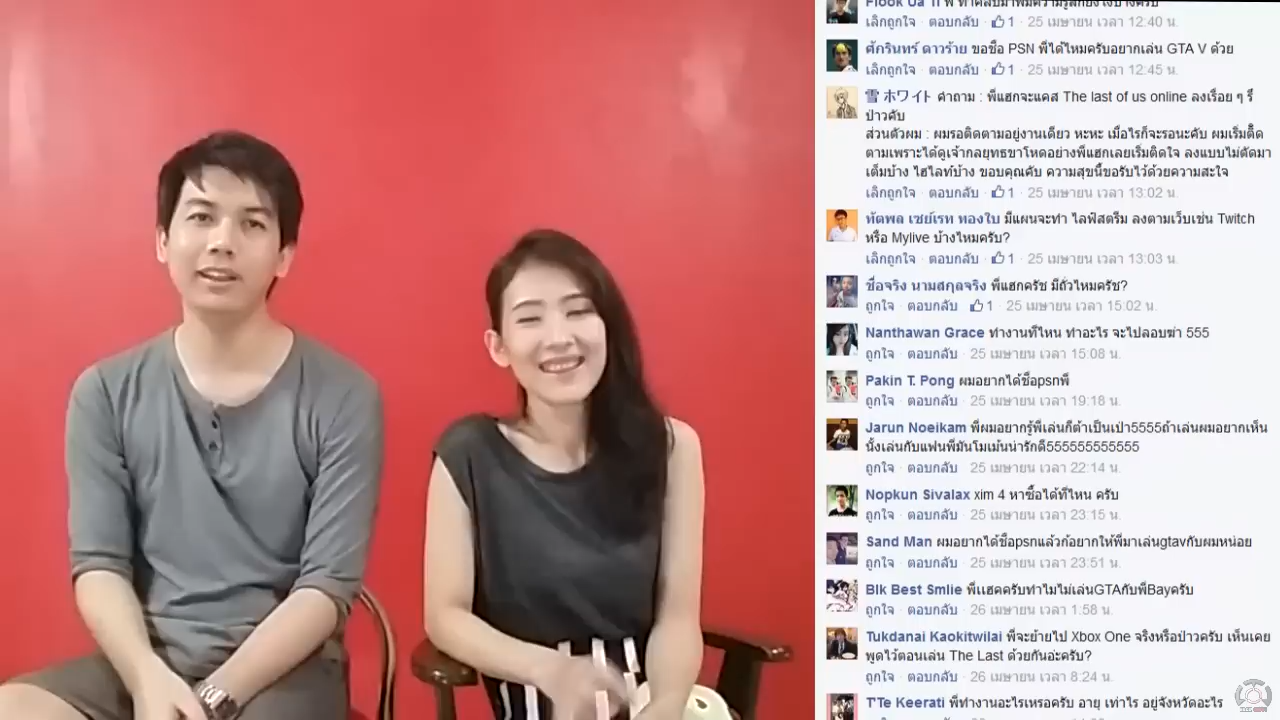 Flook Ua Ti พี่ ทำคลิปมาพี่มีความรู้สึกยังไงบ้างครับ
เลิกถูกใจ · ตอบกลับ · 1 · 25 เมษายน เวลา 12:40 น.
ศักรินทร์ ดาวร้าย ขอชื่อ PSN พี่ได้ไหมครับอยากเล่น GTA V ด้วย
เลิกถูกใจ · ตอบกลับ · 1 · 25 เมษายน เวลา 12:45 น.
雪 ホワイト คำถาม : พี่แฮกจะแคส The last of us online ลงเรื่อย ๆ รึ
ป่าวคับ
ส่วนตัวผม : ผมรอติดตามอยู่งานเดียว หะหะ เมื่อไรก็จะรอนะคับ ผมเริ่มติด
ตามเพราะได้ดูเจ้ากลยุทธขาโหดอย่างพี่แฮกเลยเริ่มติดใจ ลงแบบไม่ตัดมา
เต็มบ้าง ไฮไลท์บ้าง ขอบคุณคับ ความสุขนี้ขอรับไว้ด้วยความสะใจ
เลิกถูกใจ · ตอบกลับ · 1 · 25 เมษายน เวลา 13:02 น.
ทัตพล เชย์เรท ทองใบ มีแผนจะทำ ไลฟ์สตรีม ลงตามเว็บเช่น Twitch
หรือ Mylive บ้างไหมครับ?
เลิกถูกใจ · ตอบกลับ · 1 · 25 เมษายน เวลา 13:03 น.
ชื่อจริง นามสกุลจริง พี่แฮกครัช มีถั่วไหมครัช?
ถูกใจ · ตอบกลับ · 1 · 25 เมษายน เวลา 15:02 น.
Nanthawan Grace ทำงานที่ไหน ทำอะไร จะไปลอบฆ่า 555
ถูกใจ · ตอบกลับ · 25 เมษายน เวลา 15:08 น.
Pakin T. Pong ผมอยากได้ชื่อpsnพี่
ถูกใจ · ตอบกลับ · 25 เมษายน เวลา 19:18 น.
Jarun Noeikam พี่ผมอยากรู้พี่เล่นกีต้าเป็นเป่า5555ถ้าเล่นผมอยากเห็น
นั้งเล่นกับแฟนพี่มันโมเม้นน่ารักดี555555555555
ถูกใจ · ตอบกลับ · 25 เมษายน เวลา 22:14 น.
Nopkun Sivalax xim 4 หาซื้อได้ที่ไหน ครับ
ถูกใจ · ตอบกลับ · 25 เมษายน เวลา 23:15 น.
Sand Man ผมอยากได้ชื่อpsnแล้วก้อยากให้พี่มาเล่นgtavกับผมหน่อย
ถูกใจ · ตอบกลับ · 25 เมษายน เวลา 23:51 น.
Blk Best Smlie พี่แฮคครับทำไมไม่เล่นGTAกับพี่Bayครับ
ถูกใจ · ตอบกลับ · 26 เมษายน เวลา 1:58 น.
Tukdanai Kaokitwilai พี่จะย้ายไป Xbox One จริงหรือป่าวครับ เห็นเคย
พูดไว้ตอนเล่น The Last ด้วยกันอ่ะครับ?
ถูกใจ · ตอบกลับ · 26 เมษายน เวลา 8:24 น.
T'Te Keerati พี่ทำงานอะไรเหรอครับ อายุ เท่าไร อยู่จังหวัดอะไร